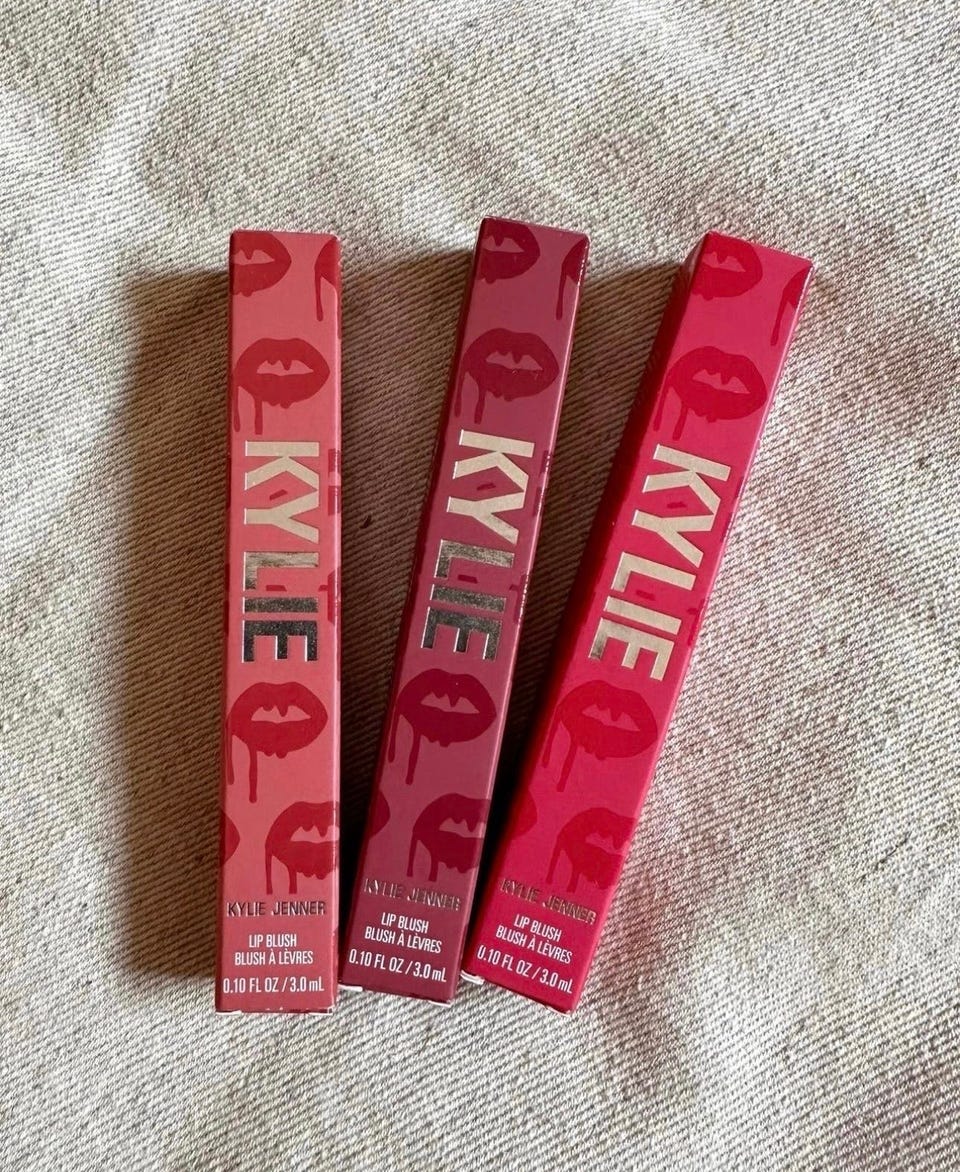 KYLIE
KYLIE JENNER
LIP BLUSH
BLUSH À LÈVRES
0.10 FL OZ / 3.0 mL
KYLIE
KYLIE JENNER
LIP BLUSH
BLUSH À LÈVRES
0.10 FL OZ / 3.0 mL
KYLIE
KYLIE JENNER
LIP BLUSH
BLUSH À LÈVRES
0.10 FL OZ / 3.0 mL